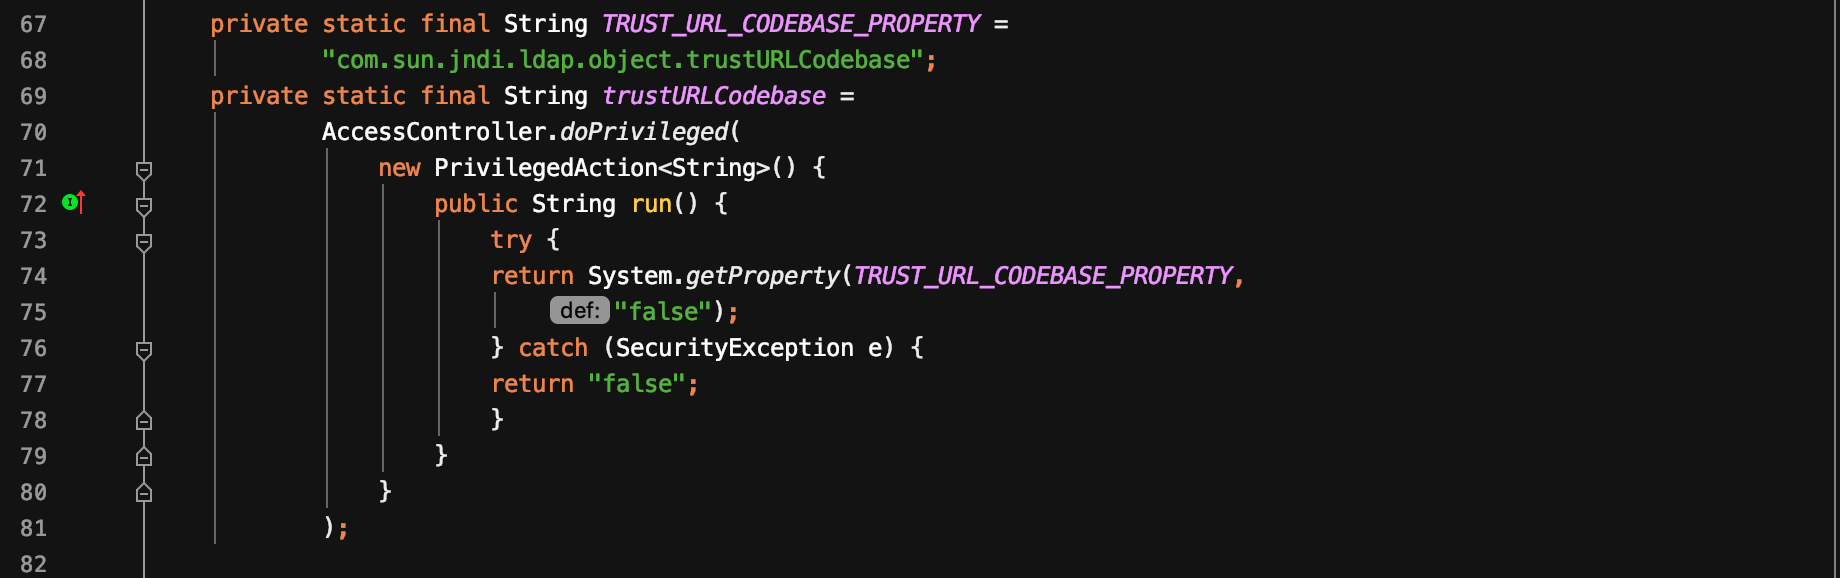 67 private static final String TRUST_URL_CODEBASE_PROPERTY =
68 "com.sun.jndi.ldap.object.trustURLCodebase";
69 private static final String trustURLCodebase =
70 AccessController.doPrivileged(
71 new PrivilegedAction<String>() {
72 I public String run() {
73 try {
74 return System.getProperty(TRUST_URL_CODEBASE_PROPERTY,
75 def: "false");
76 } catch (SecurityException e) {
77 return "false";
78 }
79 }
80 }
81 );
82